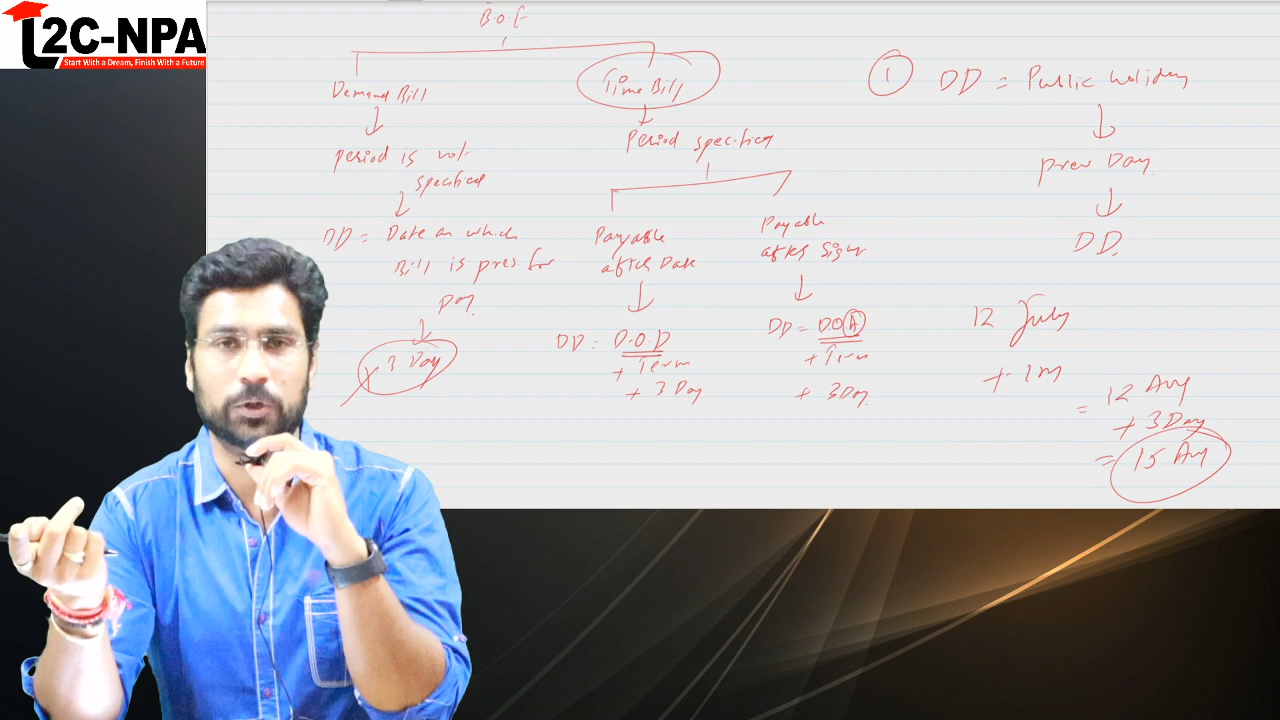 L2C-NPA
Start With a Dream, Finish With a Future
B.O.E
Demand Bill
Period is not
specified
DD = Date on which
Bill is pres. for
Pay.
3 Day
Time Bill
Period specified
Payable
after Date
DD = D.O.D
+ Term
+ 3 Day
Payable
after Sight
DD = DOA
+ Term
+ 3 Day.
1
DD = Public holiday
prev. Day.
DD.
12 July
+ 1m
= 12 Aug
+ 3 Day
= 15 Aug